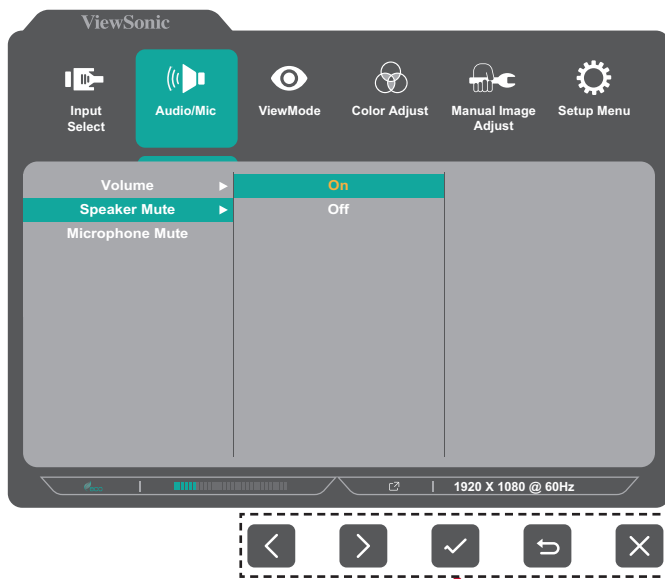 ViewSonic
Input
Select
Audio/Mic
ViewMode
Color Adjust
Manual Image
Adjust
Setup Menu
Volume
On
Speaker Mute
Off
Microphone Mute
eco
1920 X 1080 @ 60Hz